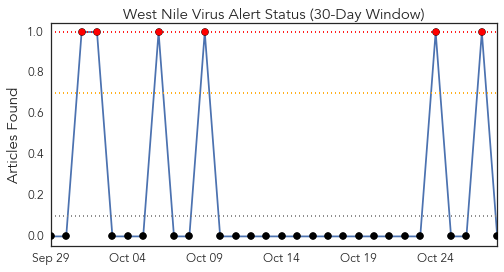 West Nile Virus Alert Status (30-Day Window)
Articles Found
1.0
0.8
0.6
0.4
0.2
0.0
Sep 29 Oct 04 Oct 09 Oct 14 Oct 19 Oct 24